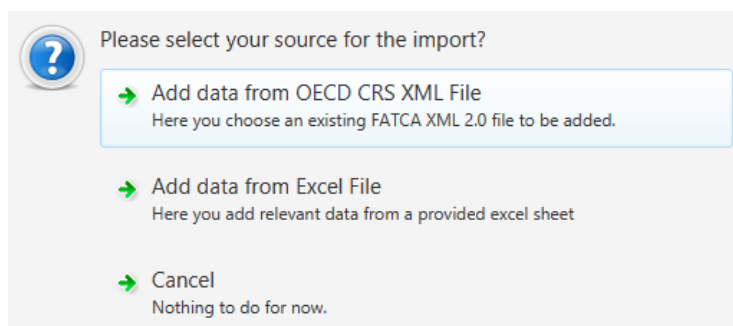 Please select your source for the import?
Add data from OECD CRS XML File
Here you choose an existing FATCA XML 2.0 file to be added.
Add data from Excel File
Here you add relevant data from a provided excel sheet
Cancel
Nothing to do for now.